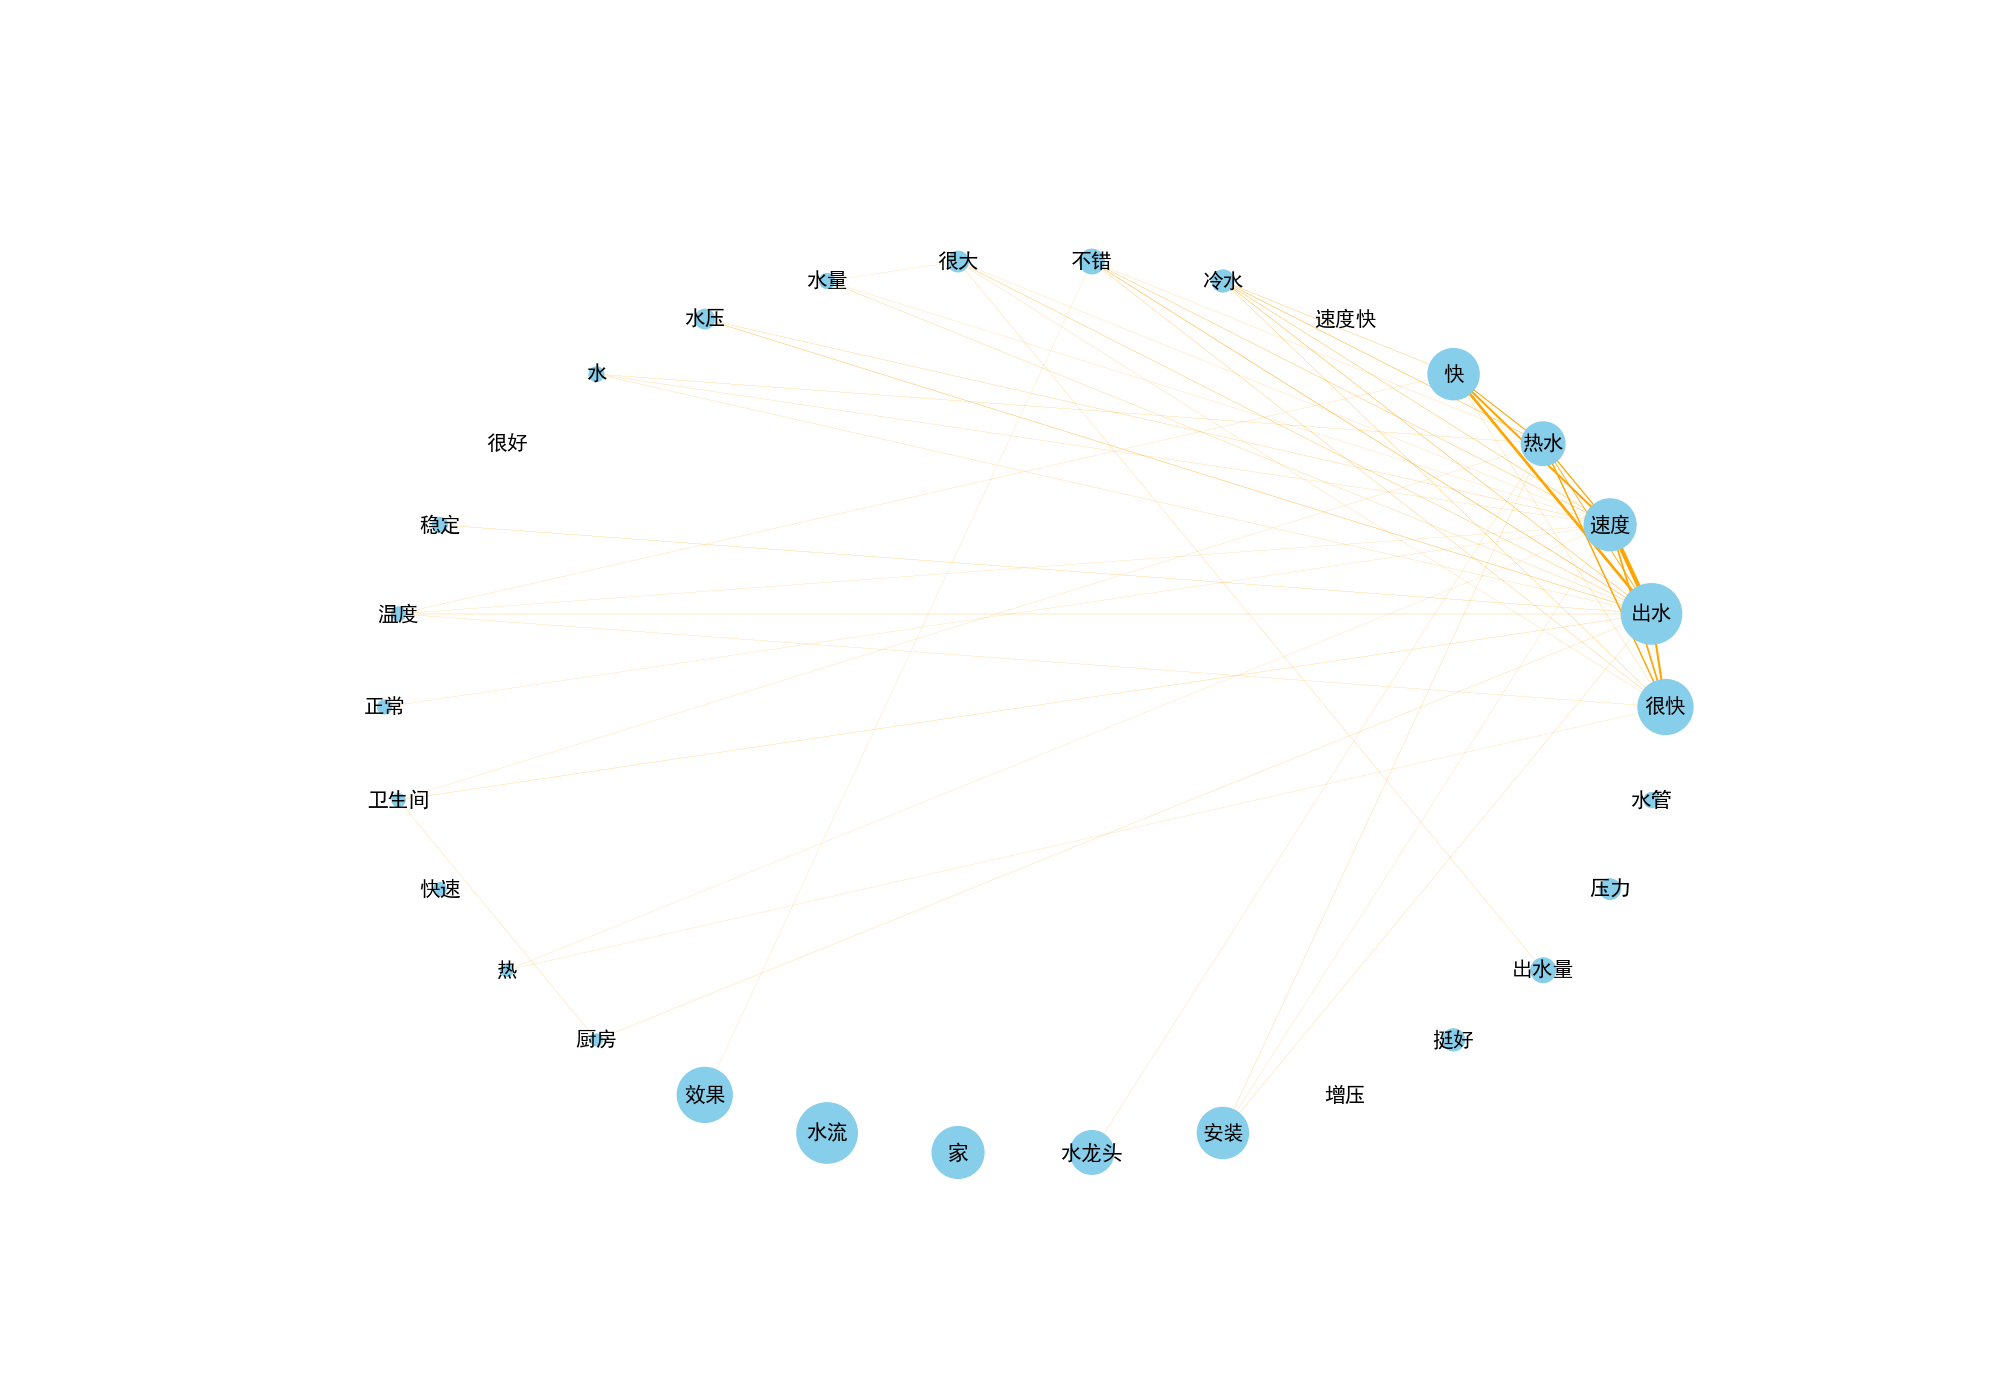 很大
不错
水量
冷水
水压
速度快
水
快
很好
热水
稳定
速度
温度
出水
正常
很快
卫生间
水管
快速
压力
热
出水量
厨房
挺好
效果
增压
水流
安装
家
水龙头